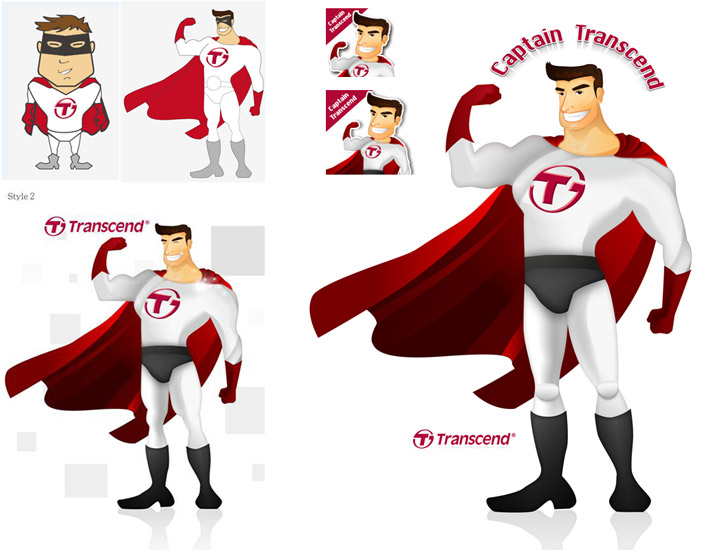 Captain
Transcend
Captain
Transcend
Captain Transcend
Style 2
Transcend®
Transcend®